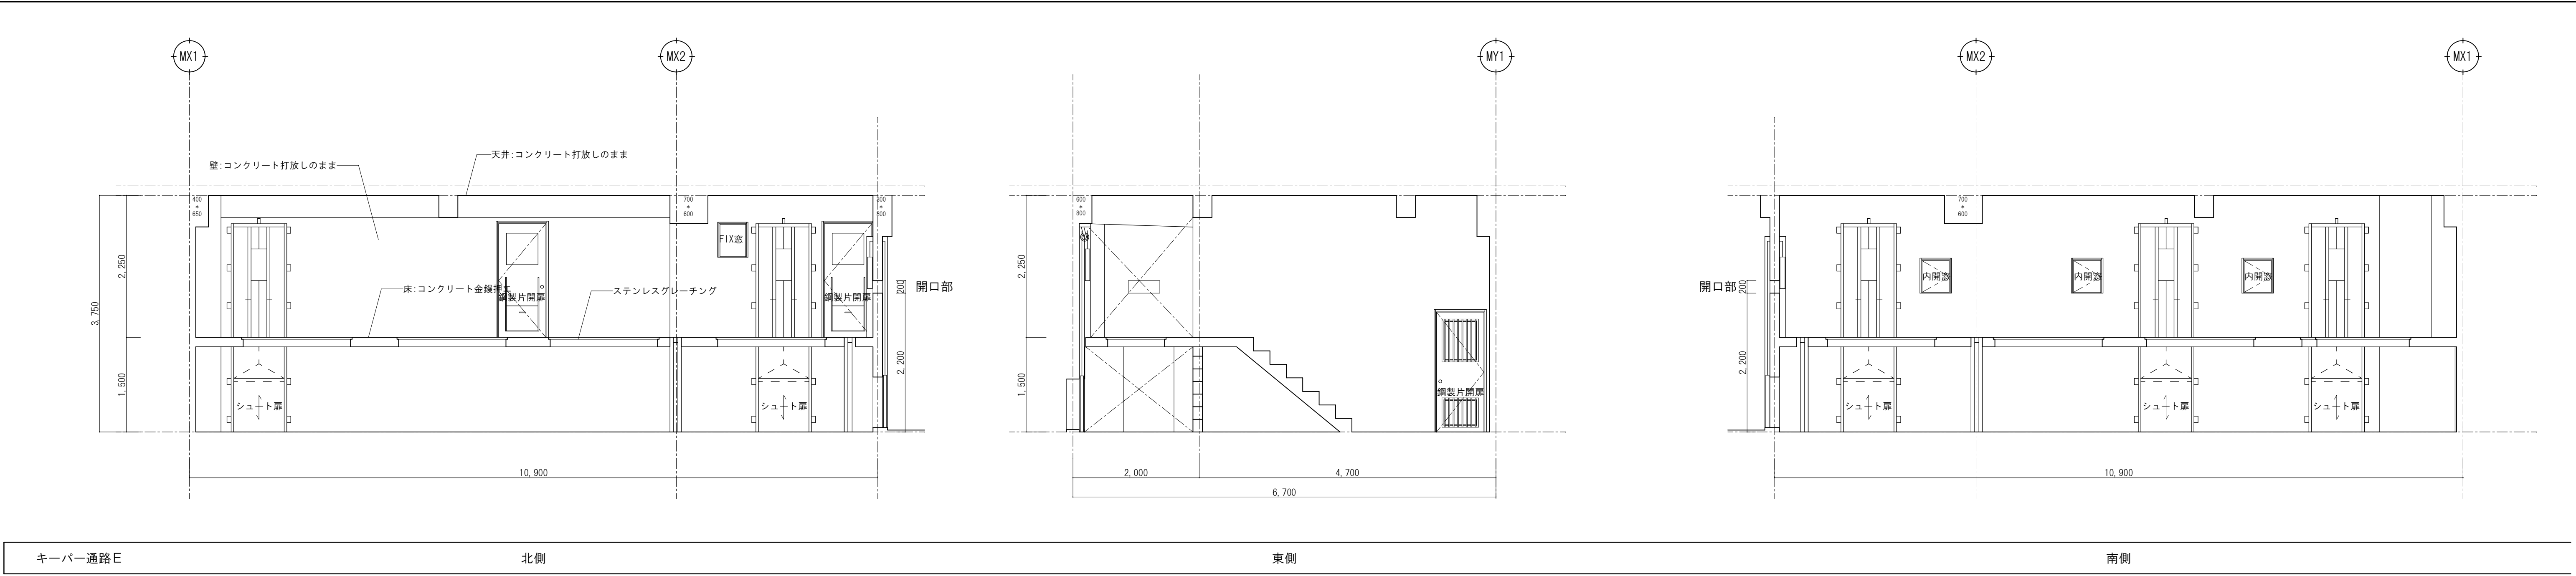 MX1
MX2
MY1
MX2
MX1
天井:コンクリート打放しのまま
壁:コンクリート打放しのまま
400
*
650
700
*
600
800
600
*
800
700
*
600
FIX窓
2,250
3,750
1,500
床:コンクリート金鏝押エ
ステンレスグレーチング
鋼製片開扉
鋼製片開扉
200
開口部
2,200
シュート扉
シュート扉
10,900
2,250
1,500
鋼製片開扉
2,000
4,700
6,700
開口部
200
2,200
内開窓
内開窓
内開窓
シュート扉
シュート扉
シュート扉
10,900
キーパー通路E
北側
東側
南側